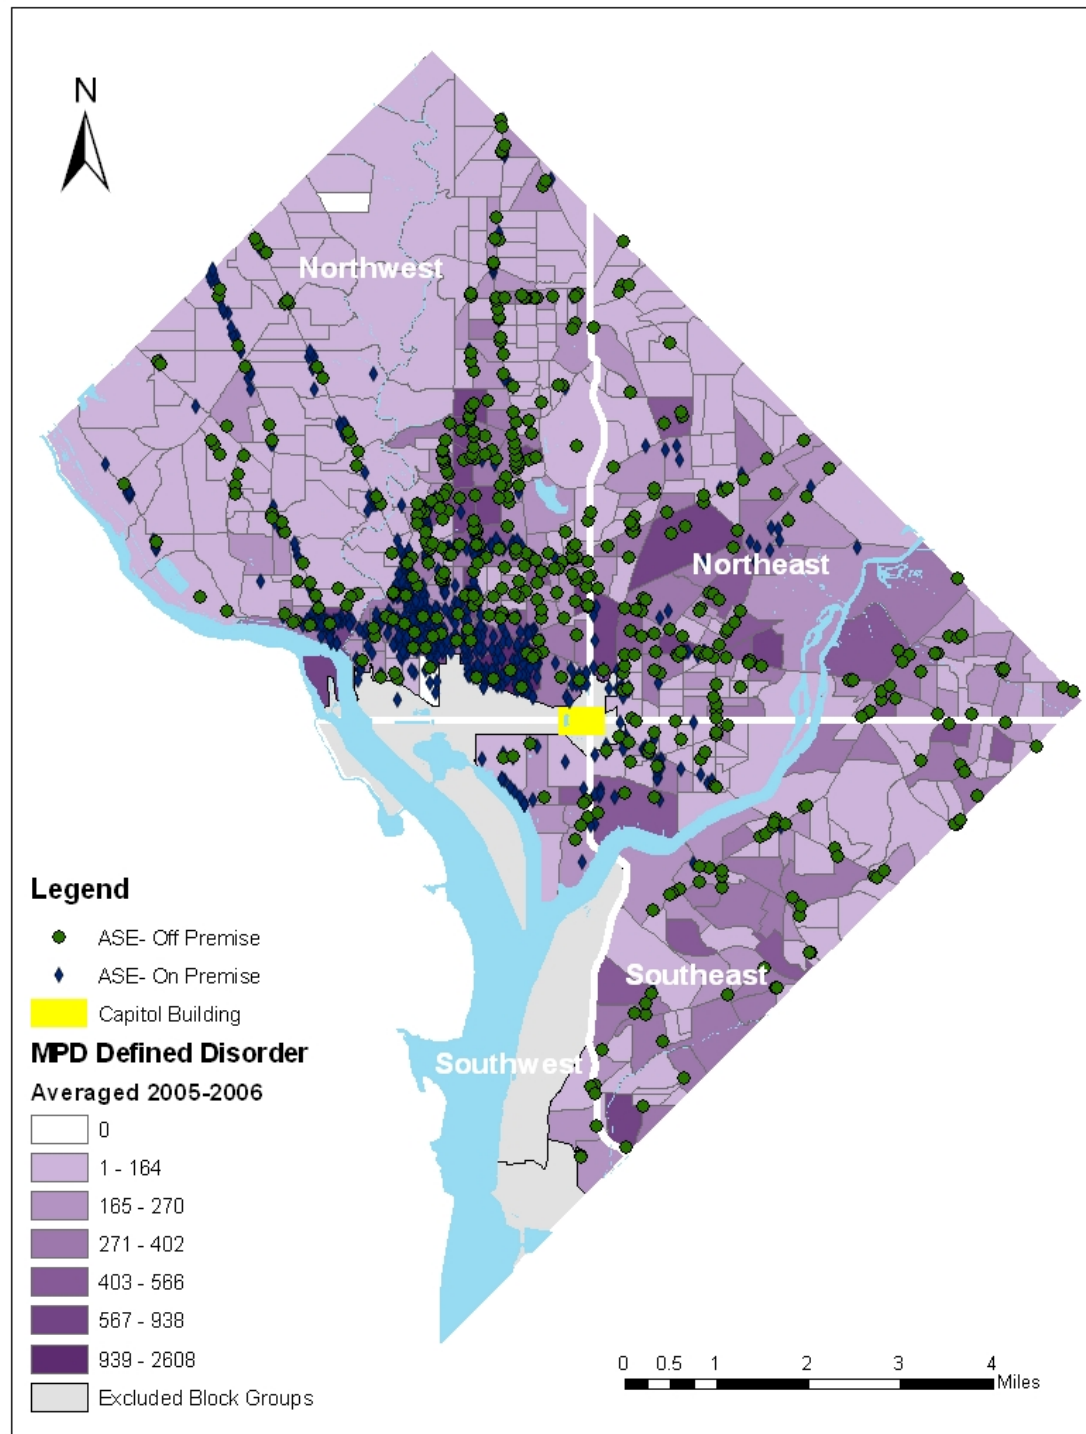 N
Northwest
Northeast
Southeast
Southwest
Legend
ASE- Off Premise
ASE- On Premise
Capitol Building
MPD Defined Disorder
Averaged 2005-2006
0
1 - 164
165 - 270
271 - 402
403 - 566
567 - 938
939 - 2608
Excluded Block Groups
0 0.5 1 2 3 4
Miles